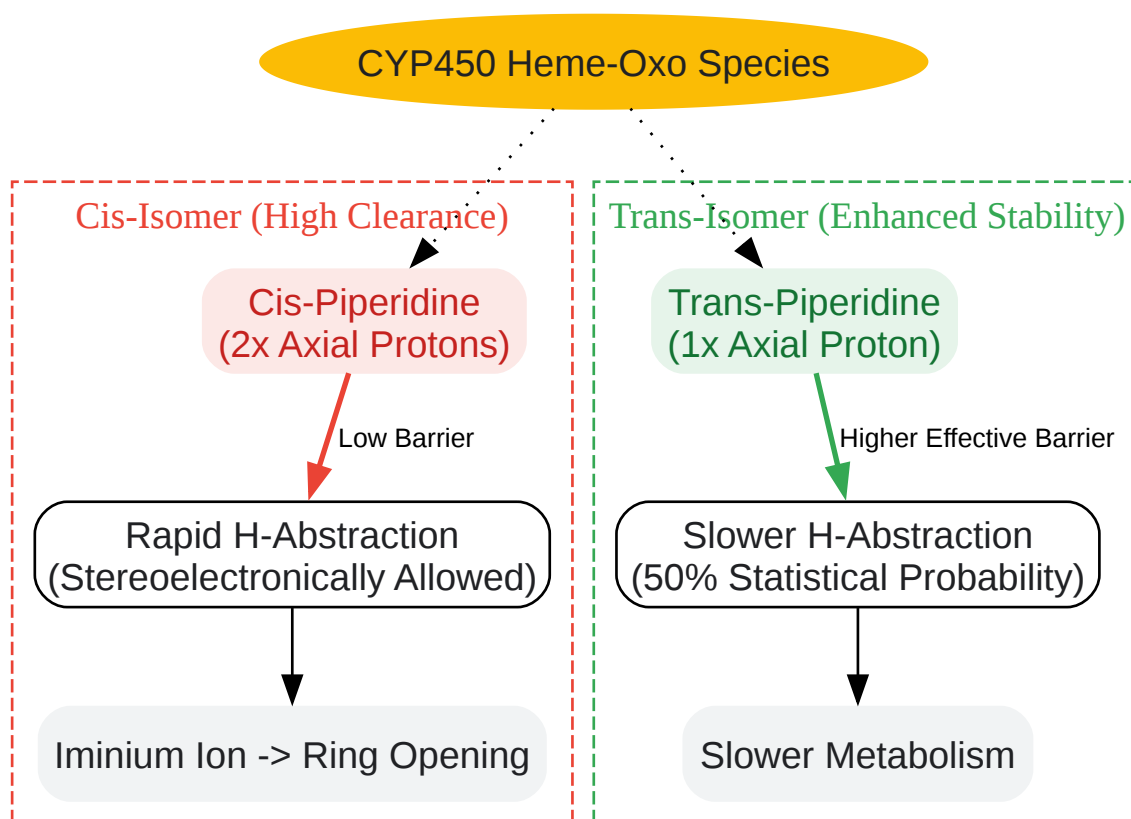 CYP450 Heme-Oxo Species
Cis-Isomer (High Clearance)
Cis-Piperidine
(2x Axial Protons)
Low Barrier
Rapid H-Abstraction
(Stereoelectronically Allowed)
Iminium Ion -> Ring Opening
Trans-Isomer (Enhanced Stability)
Trans-Piperidine
(1x Axial Proton)
Higher Effective Barrier
Slower H-Abstraction
(50% Statistical Probability)
Slower Metabolism